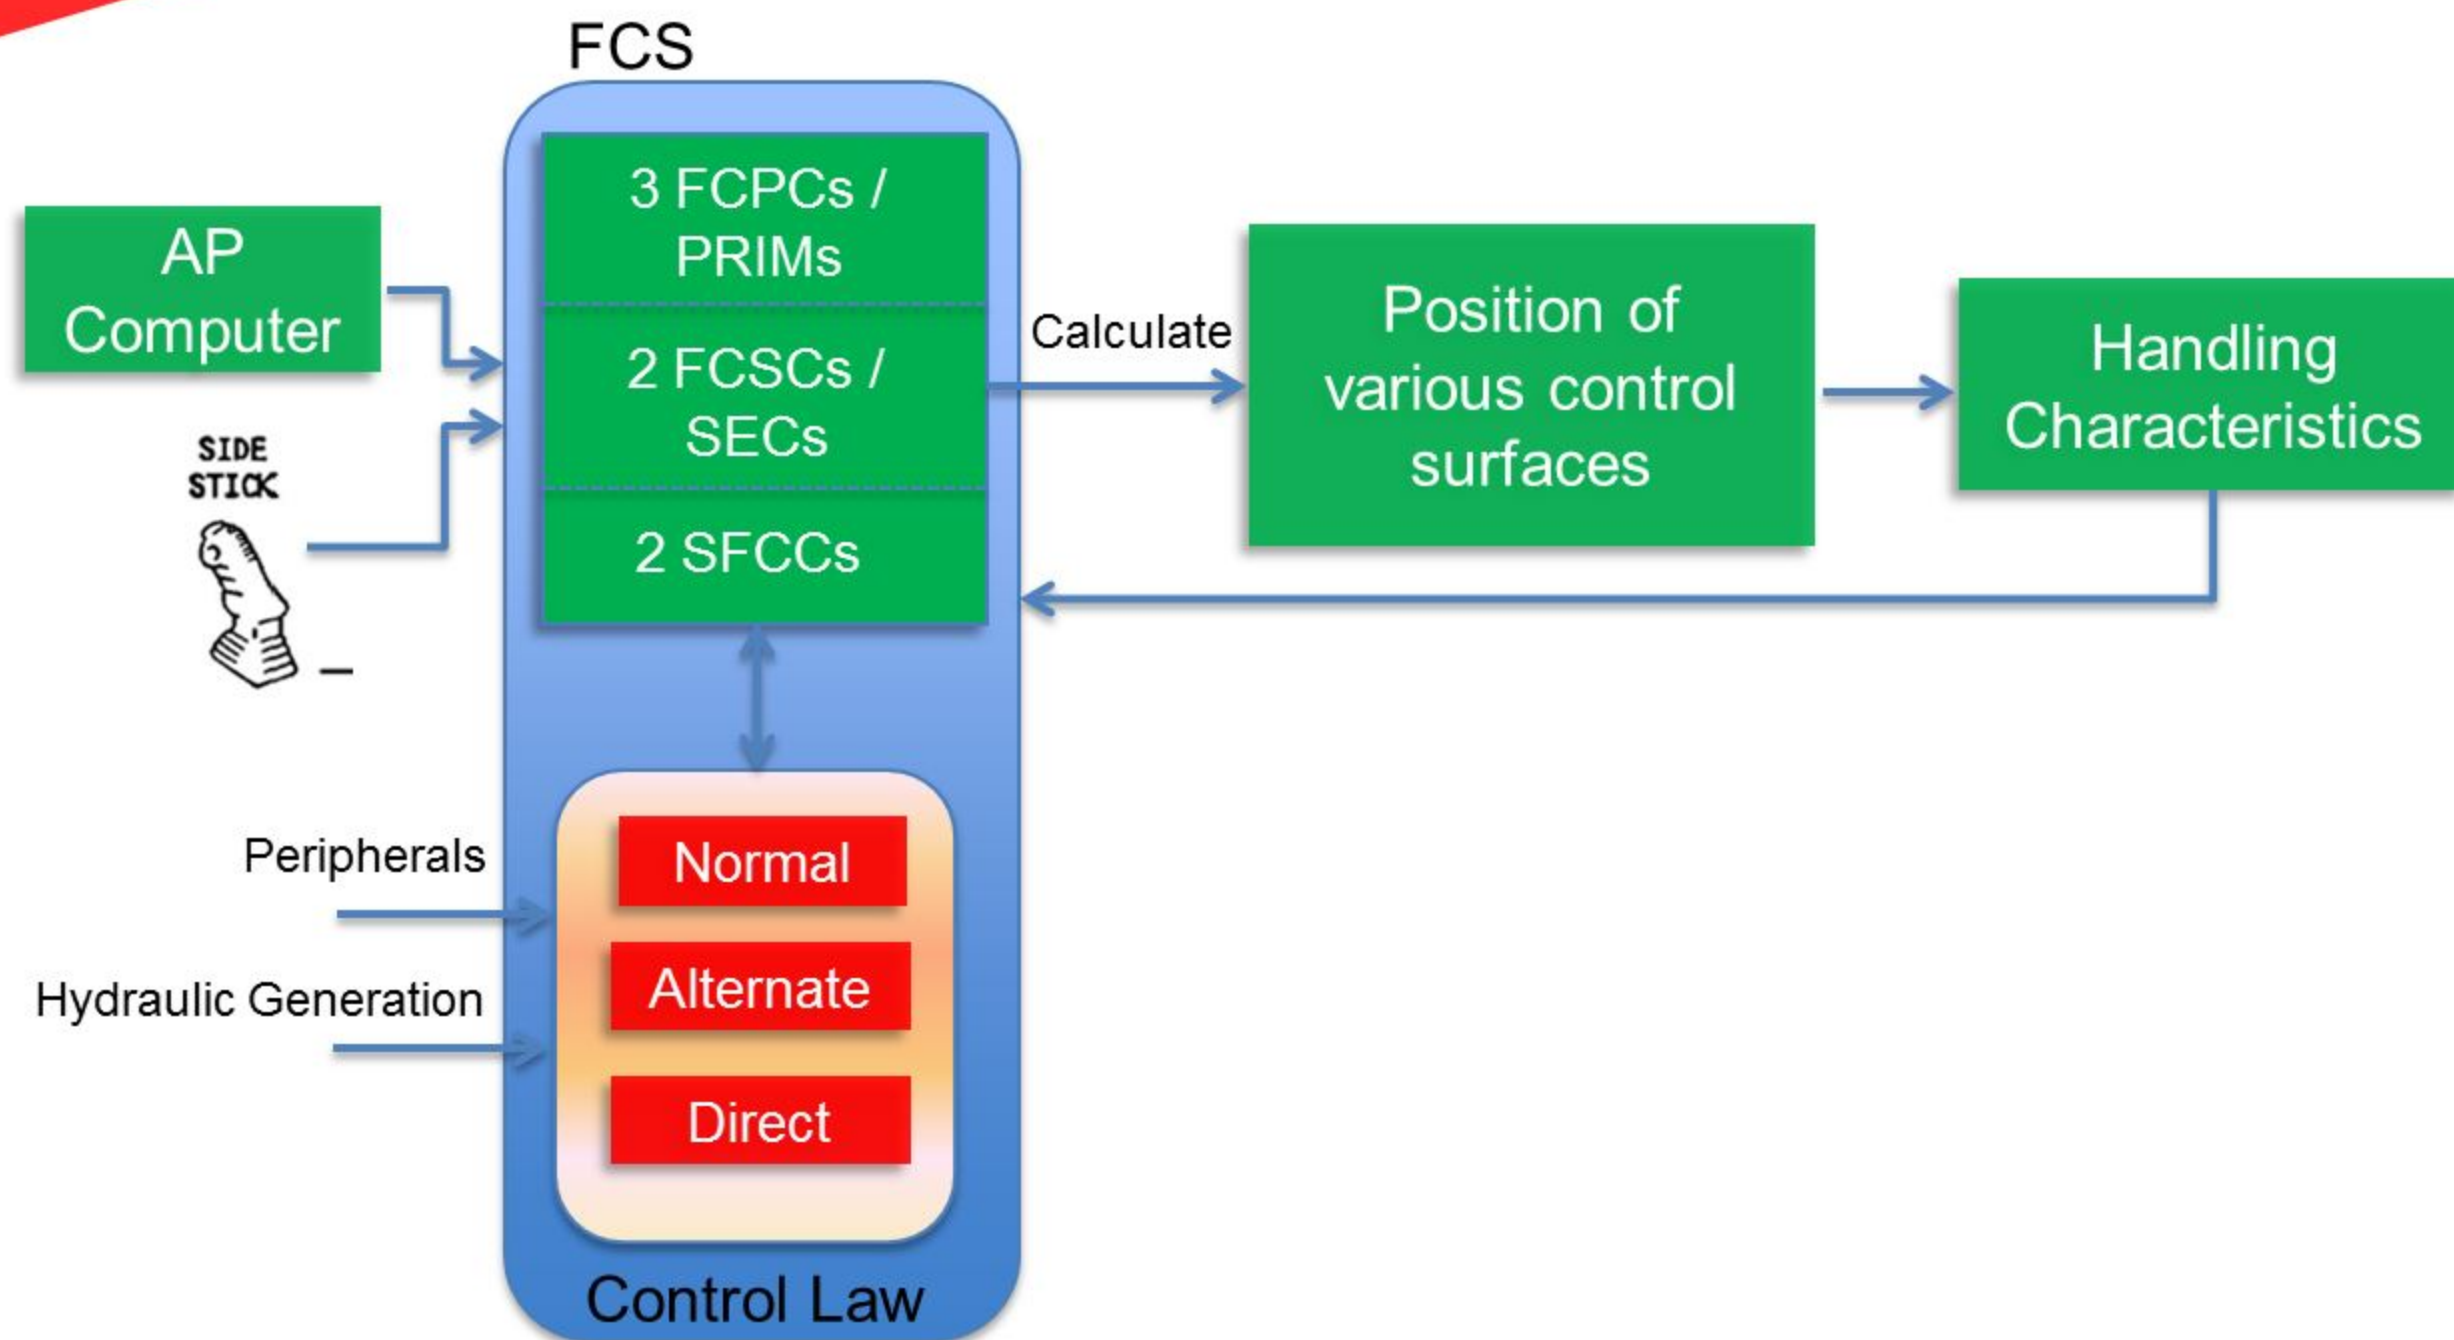 FCS
3 FCPCs /
PRIMs
2 FCSCs /
SECs
2 SFCCs
AP
Computer
SIDE
STICK
Calculate
Position of
various control
surfaces
Handling
Characteristics
Peripherals
Hydraulic Generation
Normal
Alternate
Direct
Control Law